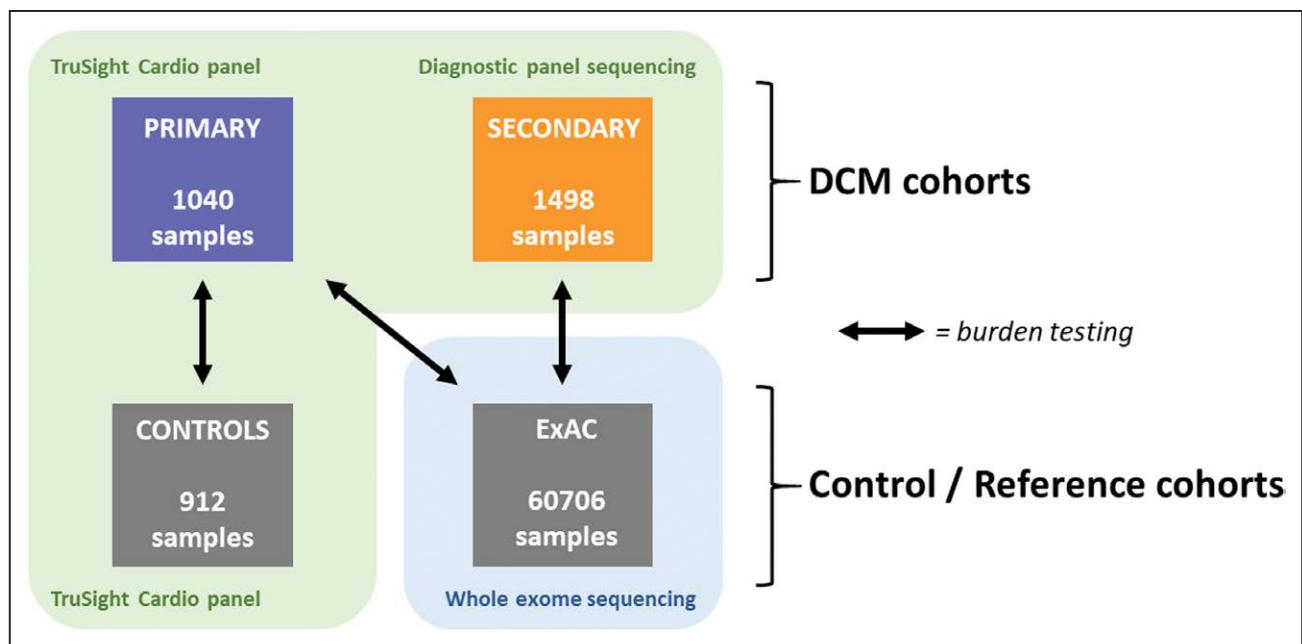 TruSight Cardio panel
Diagnostic panel sequencing
PRIMARY
1040
samples
SECONDARY
1498
samples
DCM cohorts
= burden testing
CONTROLS
912
samples
ExAC
60706
samples
Control / Reference cohorts
TruSight Cardio panel
Whole exome sequencing